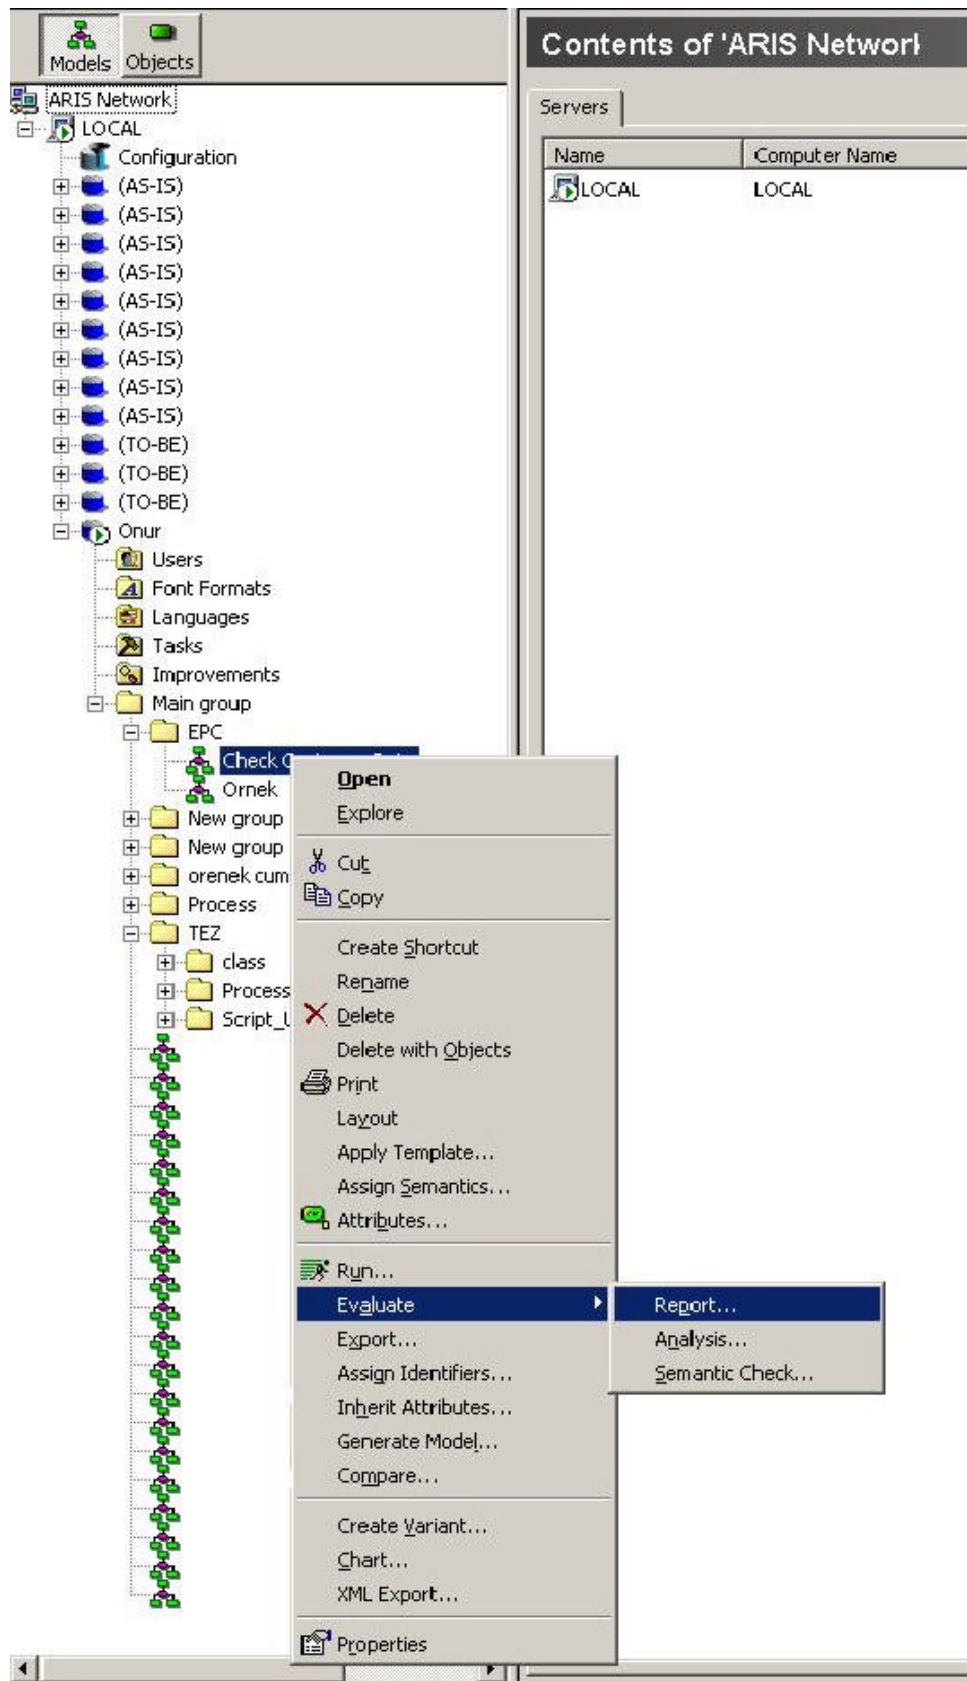 Models Objects
ARIS Network
LOCAL
Configuration
(AS-IS)
(AS-IS)
(AS-IS)
(AS-IS)
(AS-IS)
(AS-IS)
(AS-IS)
(AS-IS)
(AS-IS)
(TO-BE)
(TO-BE)
(TO-BE)
Onur
Users
Font Formats
Languages
Tasks
Improvements
Main group
EPC
Check
Ornek
New group
New group
orenek cum
Process
TEZ
class
Process
Script_
Open
Explore
Cut
Copy
Create Shortcut
Rename
Delete
Delete with Objects
Print
Layout
Apply Template...
Assign Semantics...
Attributes...
Run...
Evaluate
Export...
Assign Identifiers...
Inherit Attributes...
Generate Model...
Compare...
Create Variant...
Chart...
XML Export...
Properties
Report...
Analysis...
Semantic Check...
Contents of 'ARIS Network
Servers
Name Computer Name
LOCAL LOCAL